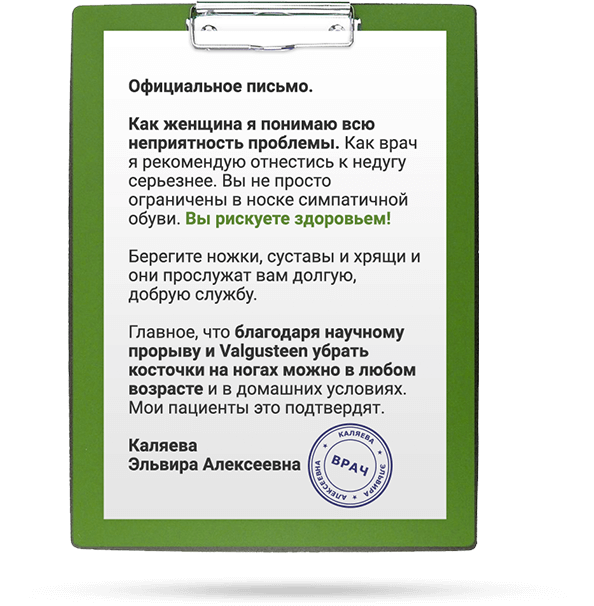 Официальное письмо.
Как женщина я понимаю всю
неприятность проблемы. Как врач
я рекомендую отнестись к недугу
серьезнее. Вы не просто
ограничены в носке симпатичной
обуви. Вы рискуете здоровьем!
Берегите ножки, суставы и хрящи и
они прослужат вам долгую,
добрую службу.
Главное, что благодаря научному
прорыву и Valgusteen убрать
косточки на ногах можно в любом
возрасте и в домашних условиях.
Мои пациенты это подтвердят.
Каляева
Эльвира Алексеевна
КАЛЯЕВА
ЭЛЬВИРА
АЛЕКСЕЕВНА
ВРАЧ